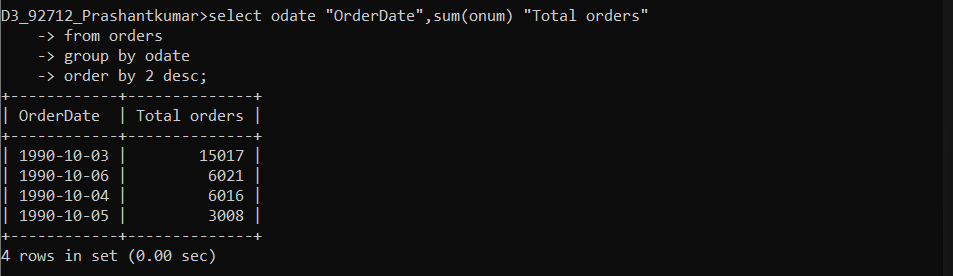 D3_92712_Prashantkumar>select odate "OrderDate",sum(onum) "Total orders"
    -> from orders
    -> group by odate
    -> order by 2 desc;
+------------+--------------+
| OrderDate  | Total orders |
+------------+--------------+
| 1990-10-03 |        15017 |
| 1990-10-06 |         6021 |
| 1990-10-04 |         6016 |
| 1990-10-05 |         3008 |
+------------+--------------+
4 rows in set (0.00 sec)